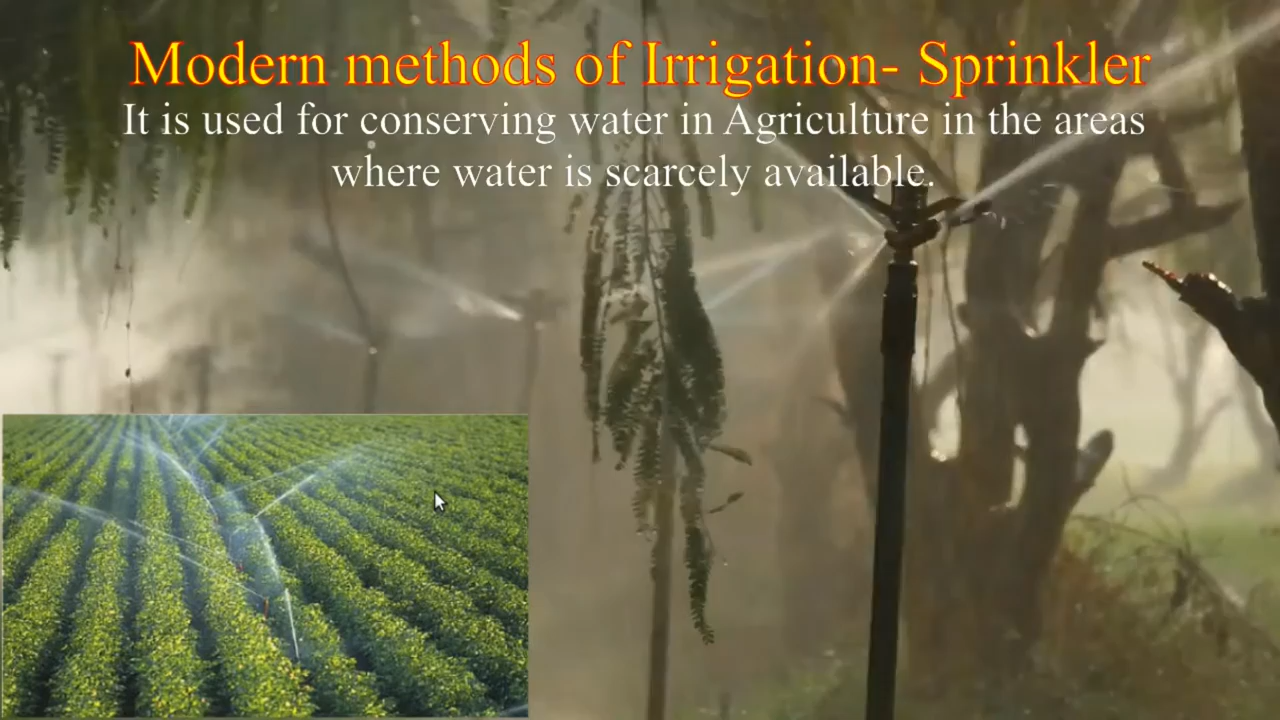 Modern methods of Irrigation- Sprinkler
It is used for conserving water in Agriculture in the areas
where water is scarcely available.